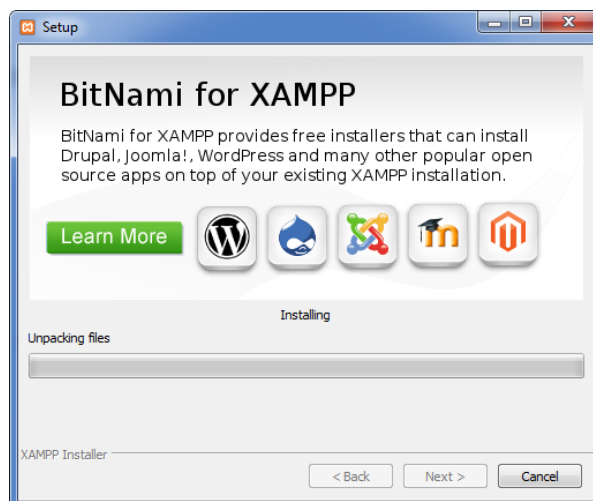 Setup
BitNami for XAMPP
BitNami for XAMPP provides free installers that can install
Drupal, Joomla!, WordPress and many other popular open
source apps on top of your existing XAMPP installation.
Learn More
Installing
Unpacking files
XAMPP Installer
< Back
Next >
Cancel